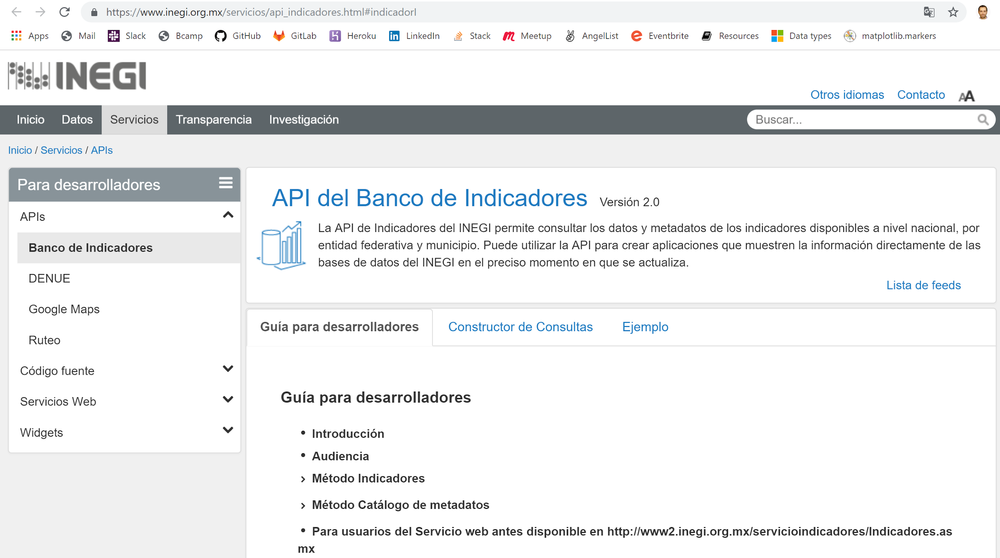 https://www.inegi.org.mx/servicios/api_indicadores.html#indicadorI
Apps Mail Slack Bcamp GitHub GitLab Heroku LinkedIn Stack Meetup AngelList Eventbrite Resources Data types matplotlib.markers
INEGI
Otros idiomas Contacto AA
Inicio Datos Servicios Transparencia Investigación Buscar...
Inicio / Servicios / APIs
Para desarrolladores
APIs
Banco de Indicadores
DENUE
Google Maps
Ruteo
Código fuente
Servicios Web
Widgets
API del Banco de Indicadores Versión 2.0
La API de Indicadores del INEGI permite consultar los datos y metadatos de los indicadores disponibles a nivel nacional, por
entidad federativa y municipio. Puede utilizar la API para crear aplicaciones que muestren la información directamente de las
bases de datos del INEGI en el preciso momento en que se actualiza.
Lista de feeds
Guía para desarrolladores Constructor de Consultas Ejemplo
Guía para desarrolladores
• Introducción
• Audiencia
› Método Indicadores
› Método Catálogo de metadatos
• Para usuarios del Servicio web antes disponible en http://www2.inegi.org.mx/servicioindicadores/Indicadores.as
mx